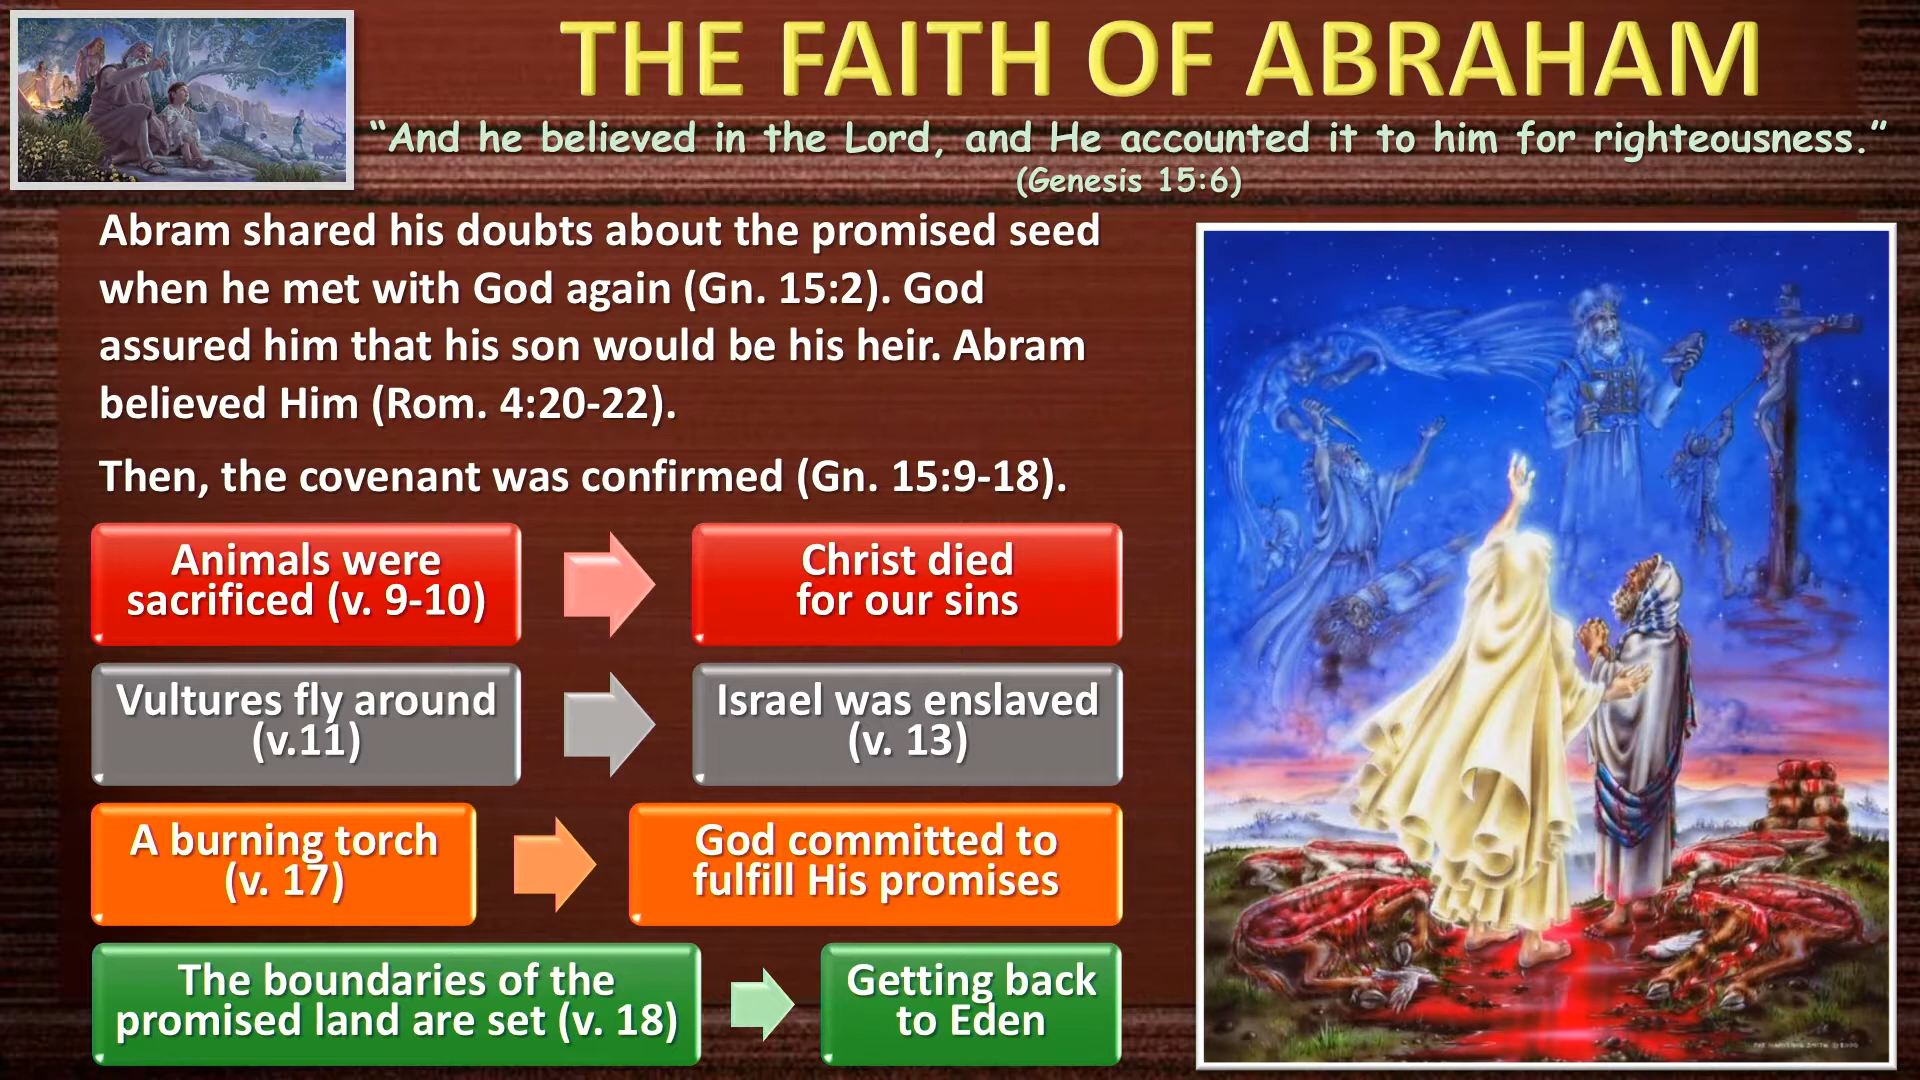 THE FAITH OF ABRAHAM
“And he believed in the Lord, and He accounted it to him for righteousness.”
(Genesis 15:6)
Abram shared his doubts about the promised seed
when he met with God again (Gn. 15:2). God
assured him that his son would be his heir. Abram
believed Him (Rom. 4:20-22).
Then, the covenant was confirmed (Gn. 15:9-18).
Animals were
sacrificed (v. 9-10)
Christ died
for our sins
Vultures fly around
(v.11)
Israel was enslaved
(v. 13)
A burning torch
(v. 17)
God committed to
fulfill His promises
The boundaries of the
promised land are set (v. 18)
Getting back
to Eden